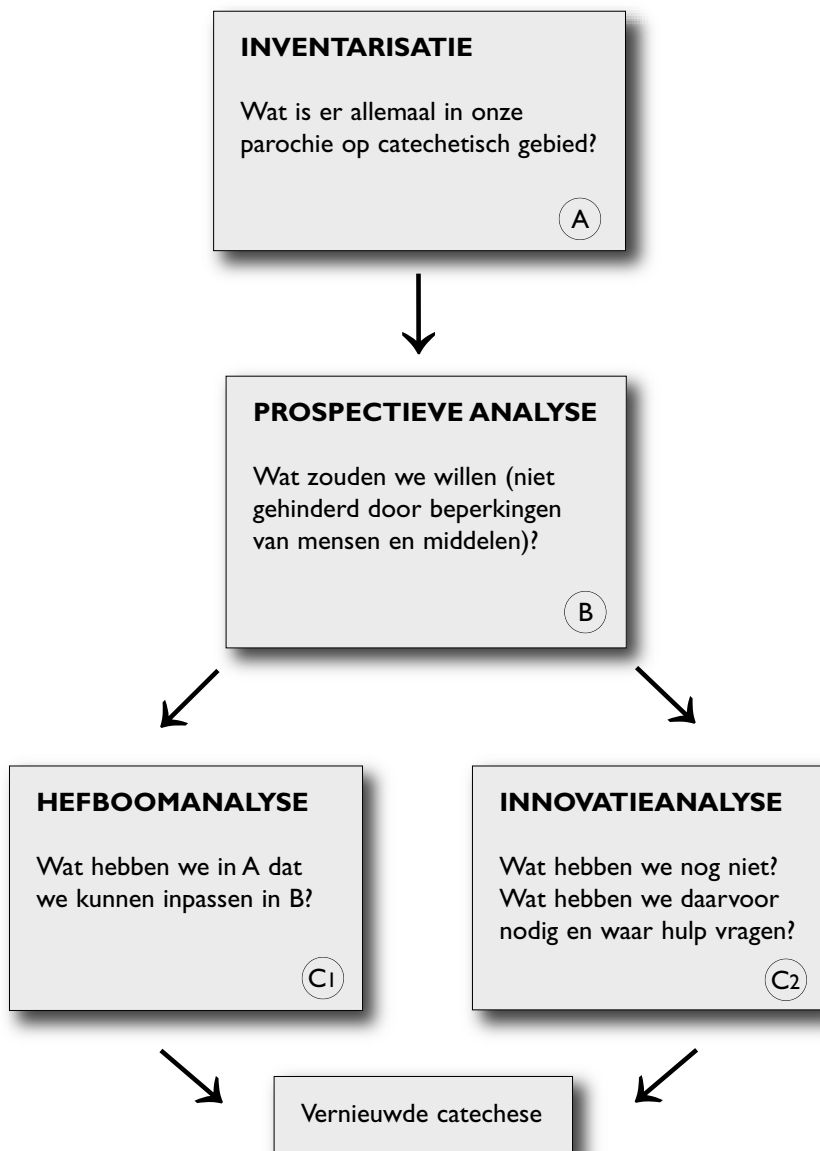 INVENTARISATIE
Wat is er allemaal in onze
parochie op catechetisch gebied?
A
PROSPECTIEVE ANALYSE
Wat zouden we willen (niet
gehinderd door beperkingen
van mensen en middelen)?
B
HEFBOOMANALYSE
Wat hebben we in A dat
we kunnen inpassen in B?
C1
INNOVATIEANALYSE
Wat hebben we nog niet?
Wat hebben we daarvoor
nodig en waar hulp vragen?
C2
Vernieuwde catechese